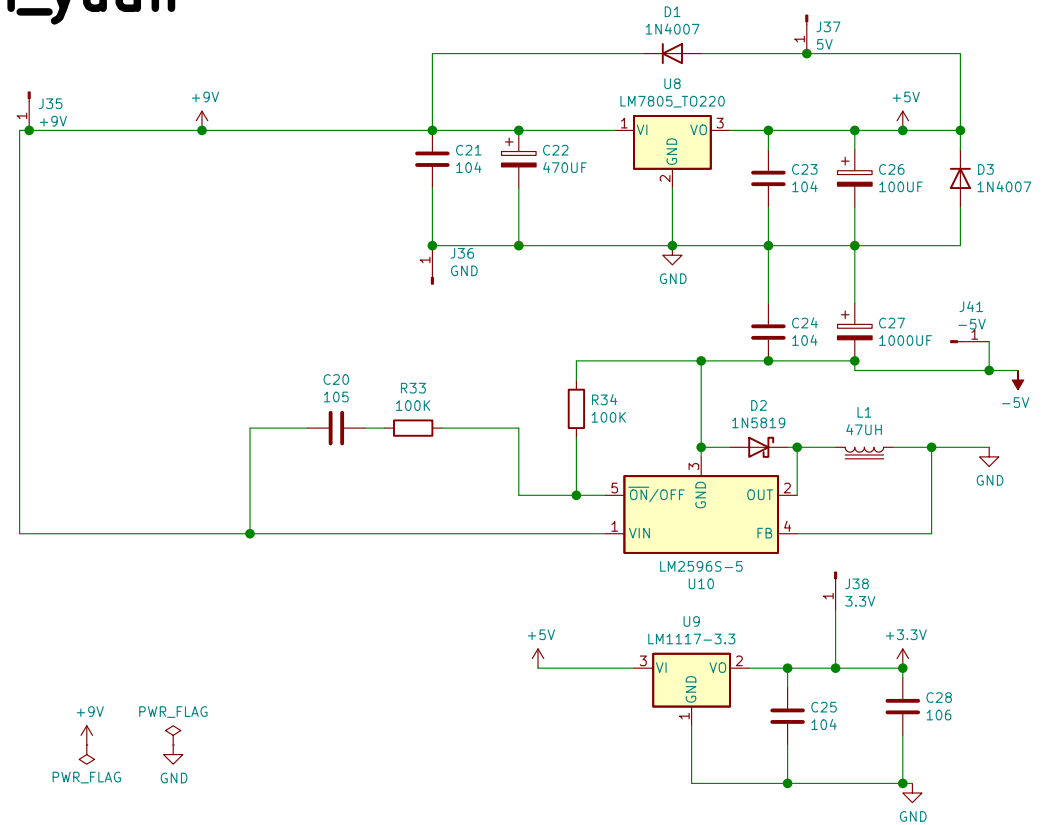 D1
1N4007
J37
5V
1
J35
+9V
1
+9V
U8
LM7805_TO220
1
VI
VO
3
GND
2
+5V
C21
104
+
C22
470UF
C23
104
+
C26
100UF
D3
1N4007
J36
GND
1
GND
C24
104
+
C27
1000UF
J41
-5V
1
-5V
C20
105
R33
100K
R34
100K
D2
1N5819
L1
47UH
GND
3
5
ON/OFF
GND
OUT
2
1
VIN
FB
4
LM2596S-5
U10
J38
3.3V
1
U9
LM1117-3.3
+5V
3
VI
VO
2
GND
1
+3.3V
C25
104
C28
106
GND
+9V
PWR_FLAG
PWR_FLAG
GND